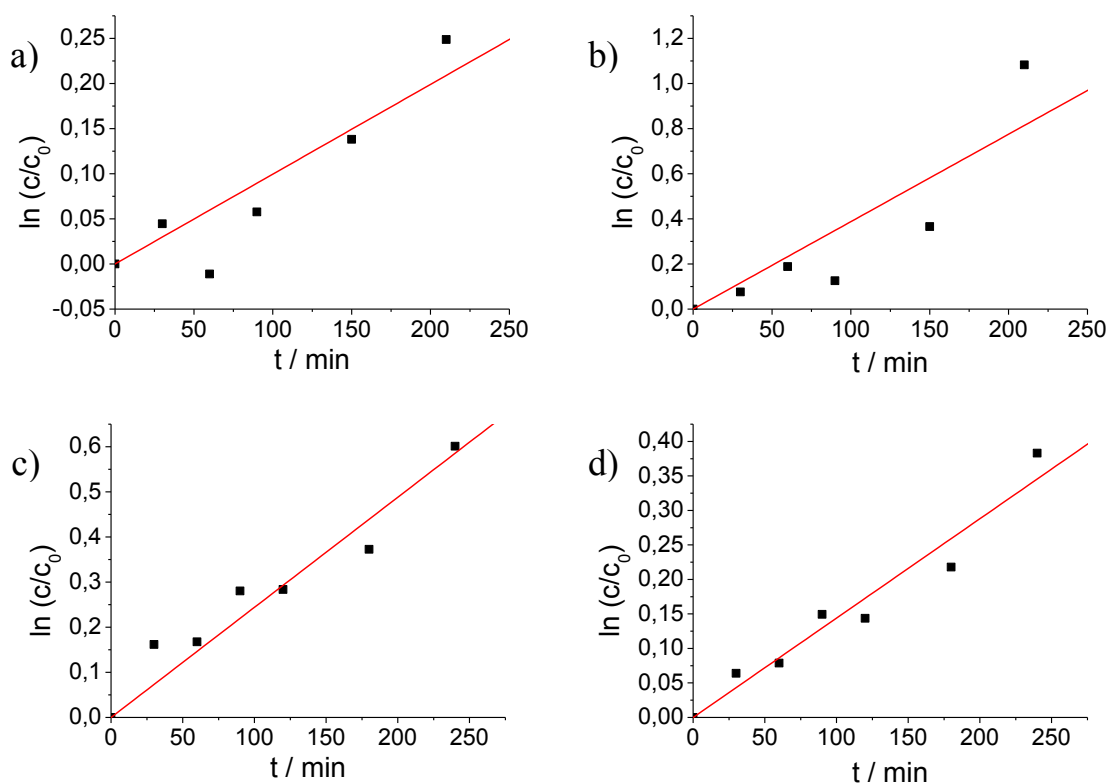 a)
ln (c/c0)
0,25
0,20
0,15
0,10
0,05
0,00
-0,05
0 50 100 150 200 250
t / min
b)
ln (c/c0)
1,2
1,0
0,8
0,6
0,4
0,2
0,0
0 50 100 150 200 250
t / min
c)
ln (c/c0)
0,6
0,5
0,4
0,3
0,2
0,1
0,0
0 50 100 150 200 250
t / min
d)
ln (c/c0)
0,40
0,35
0,30
0,25
0,20
0,15
0,10
0,05
0,00
0 50 100 150 200 250
t / min